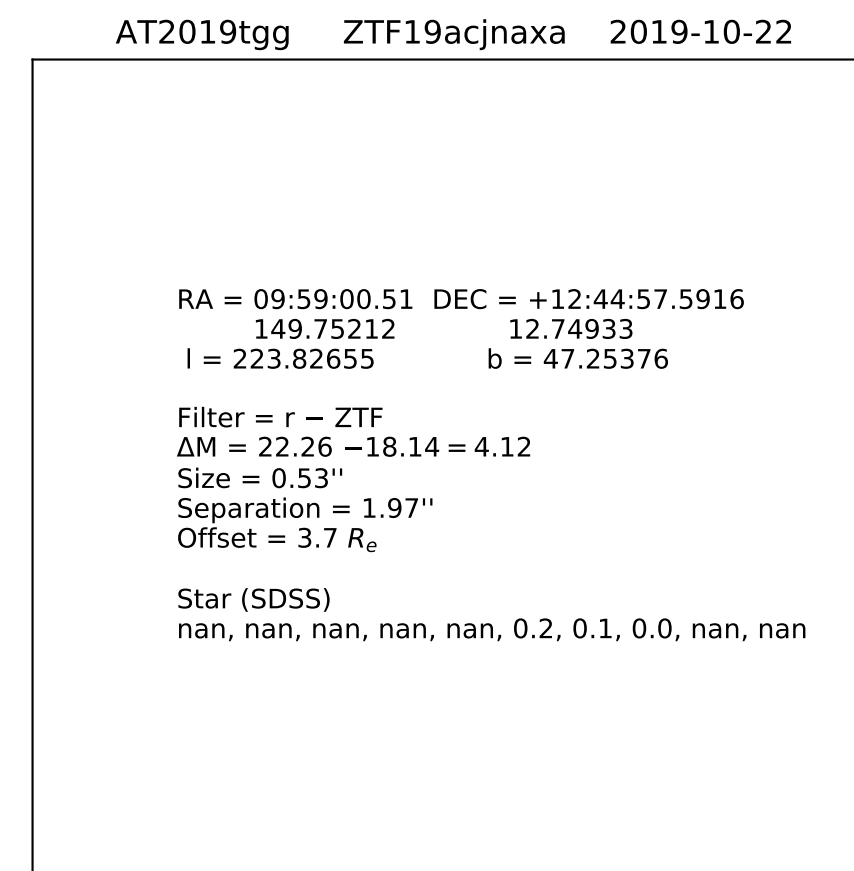 AT2019tgg ZTF19acjnaxa 2019-10-22
RA = 09:59:00.51 DEC = +12:44:57.5916
149.75212 12.74933
l = 223.82655 b = 47.25376
Filter = r − ZTF
ΔM = 22.26 −18.14 = 4.12
Size = 0.53''
Separation = 1.97''
Offset = 3.7 Re
Star (SDSS)
nan, nan, nan, nan, nan, 0.2, 0.1, 0.0, nan, nan